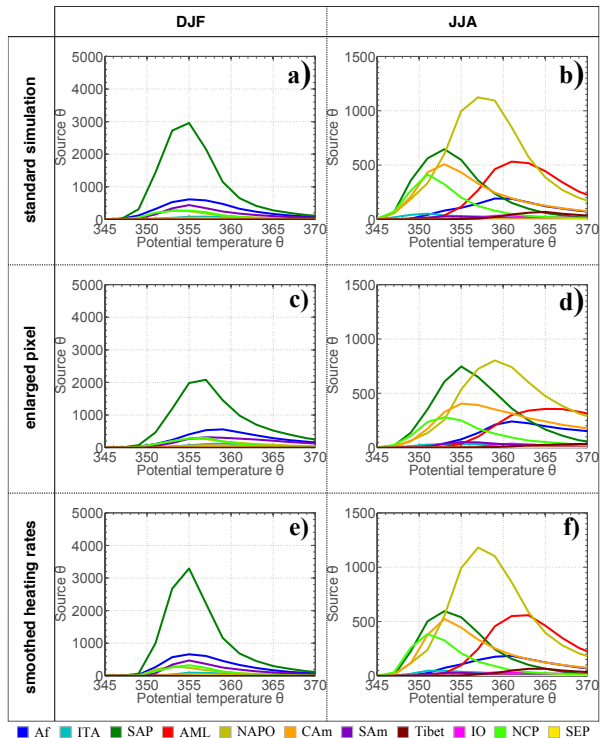 DJF JJA
standard simulation
a)
5000
4000
3000
2000
1000
0
Source θ
345 350 355 360 365 370
Potential temperature θ
b)
1500
1000
500
0
Source θ
345 350 355 360 365 370
Potential temperature θ
enlarged pixel
c)
5000
4000
3000
2000
1000
0
Source θ
345 350 355 360 365 370
Potential temperature θ
d)
1500
1000
500
0
Source θ
345 350 355 360 365 370
Potential temperature θ
smoothed heating rates
e)
5000
4000
3000
2000
1000
0
Source θ
345 350 355 360 365 370
Potential temperature θ
f)
1500
1000
500
0
Source θ
345 350 355 360 365 370
Potential temperature θ
Af ITA SAP AML NAPO CAm SAm Tibet IO NCP SEP